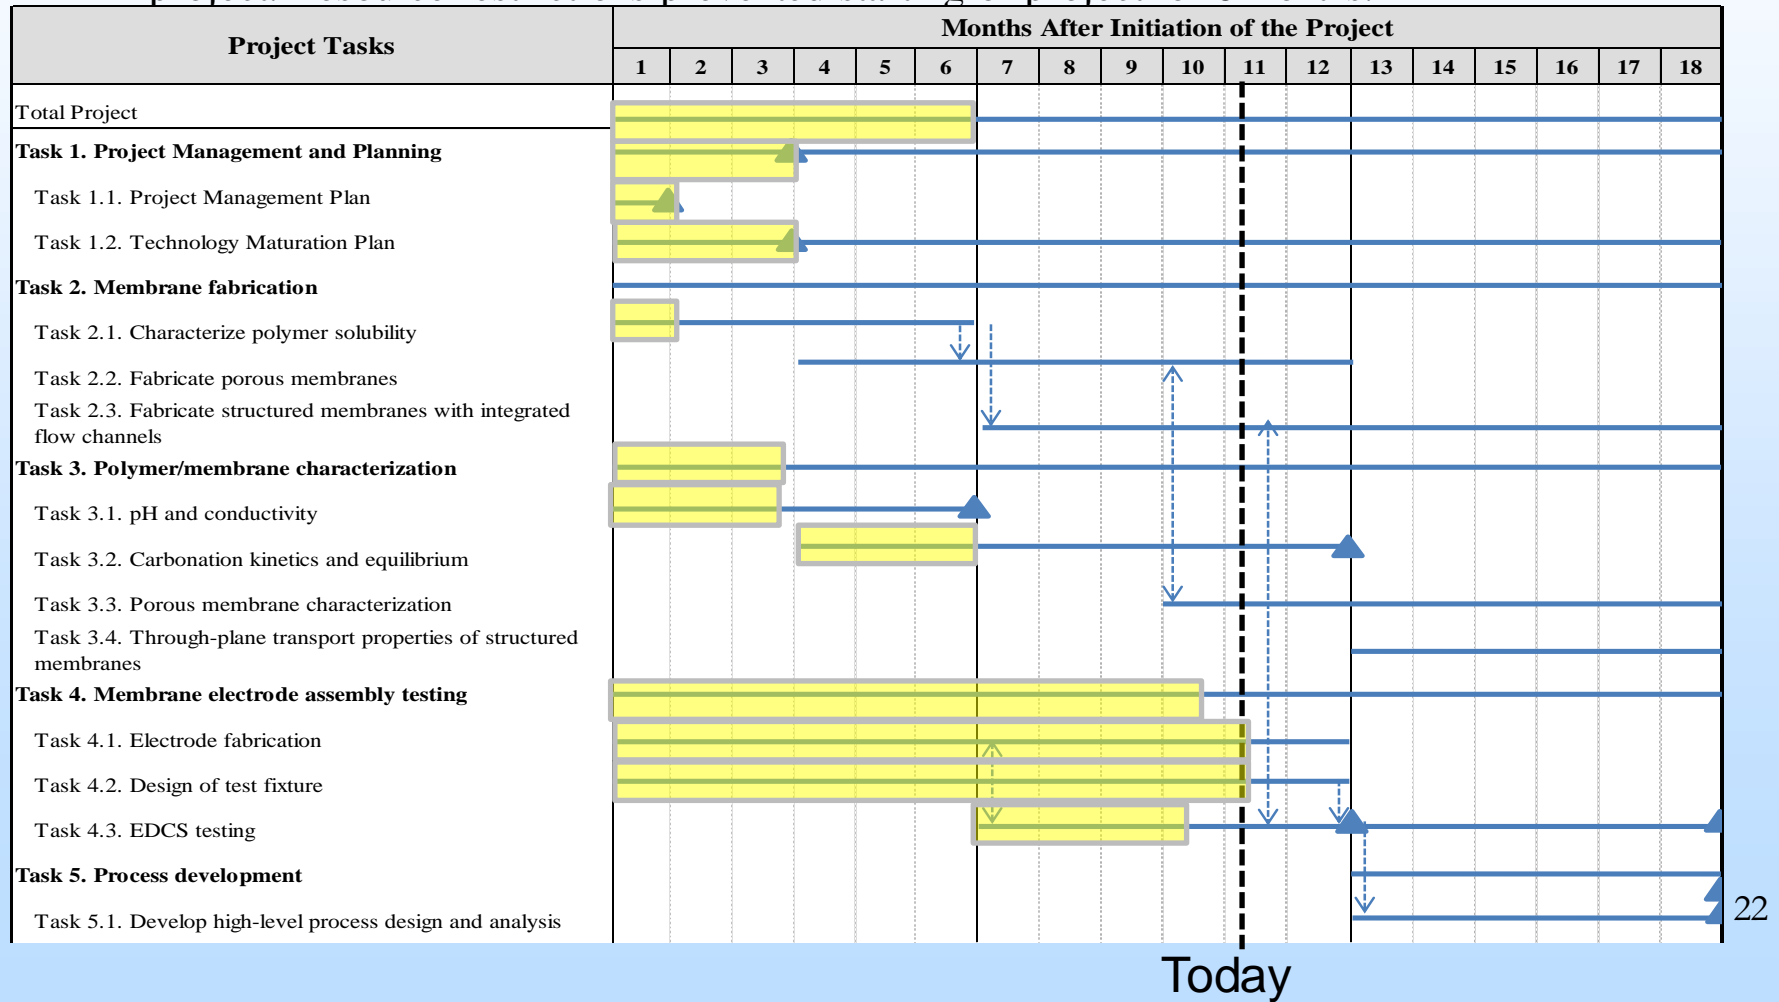 Project Tasks
Months After Initiation of the Project
1 2 3 4 5 6 7 8 9 10 11 12 13 14 15 16 17 18
Total Project
Task 1. Project Management and Planning
Task 1.1. Project Management Plan
Task 1.2. Technology Maturation Plan
Task 2. Membrane fabrication
Task 2.1. Characterize polymer solubility
Task 2.2. Fabricate porous membranes
Task 2.3. Fabricate structured membranes with integrated
flow channels
Task 3. Polymer/membrane characterization
Task 3.1. pH and conductivity
Task 3.2. Carbonation kinetics and equilibrium
Task 3.3. Porous membrane characterization
Task 3.4. Through-plane transport properties of structured
membranes
Task 4. Membrane electrode assembly testing
Task 4.1. Electrode fabrication
Task 4.2. Design of test fixture
Task 4.3. EDCS testing
Task 5. Process development
Task 5.1. Develop high-level process design and analysis
22
Today